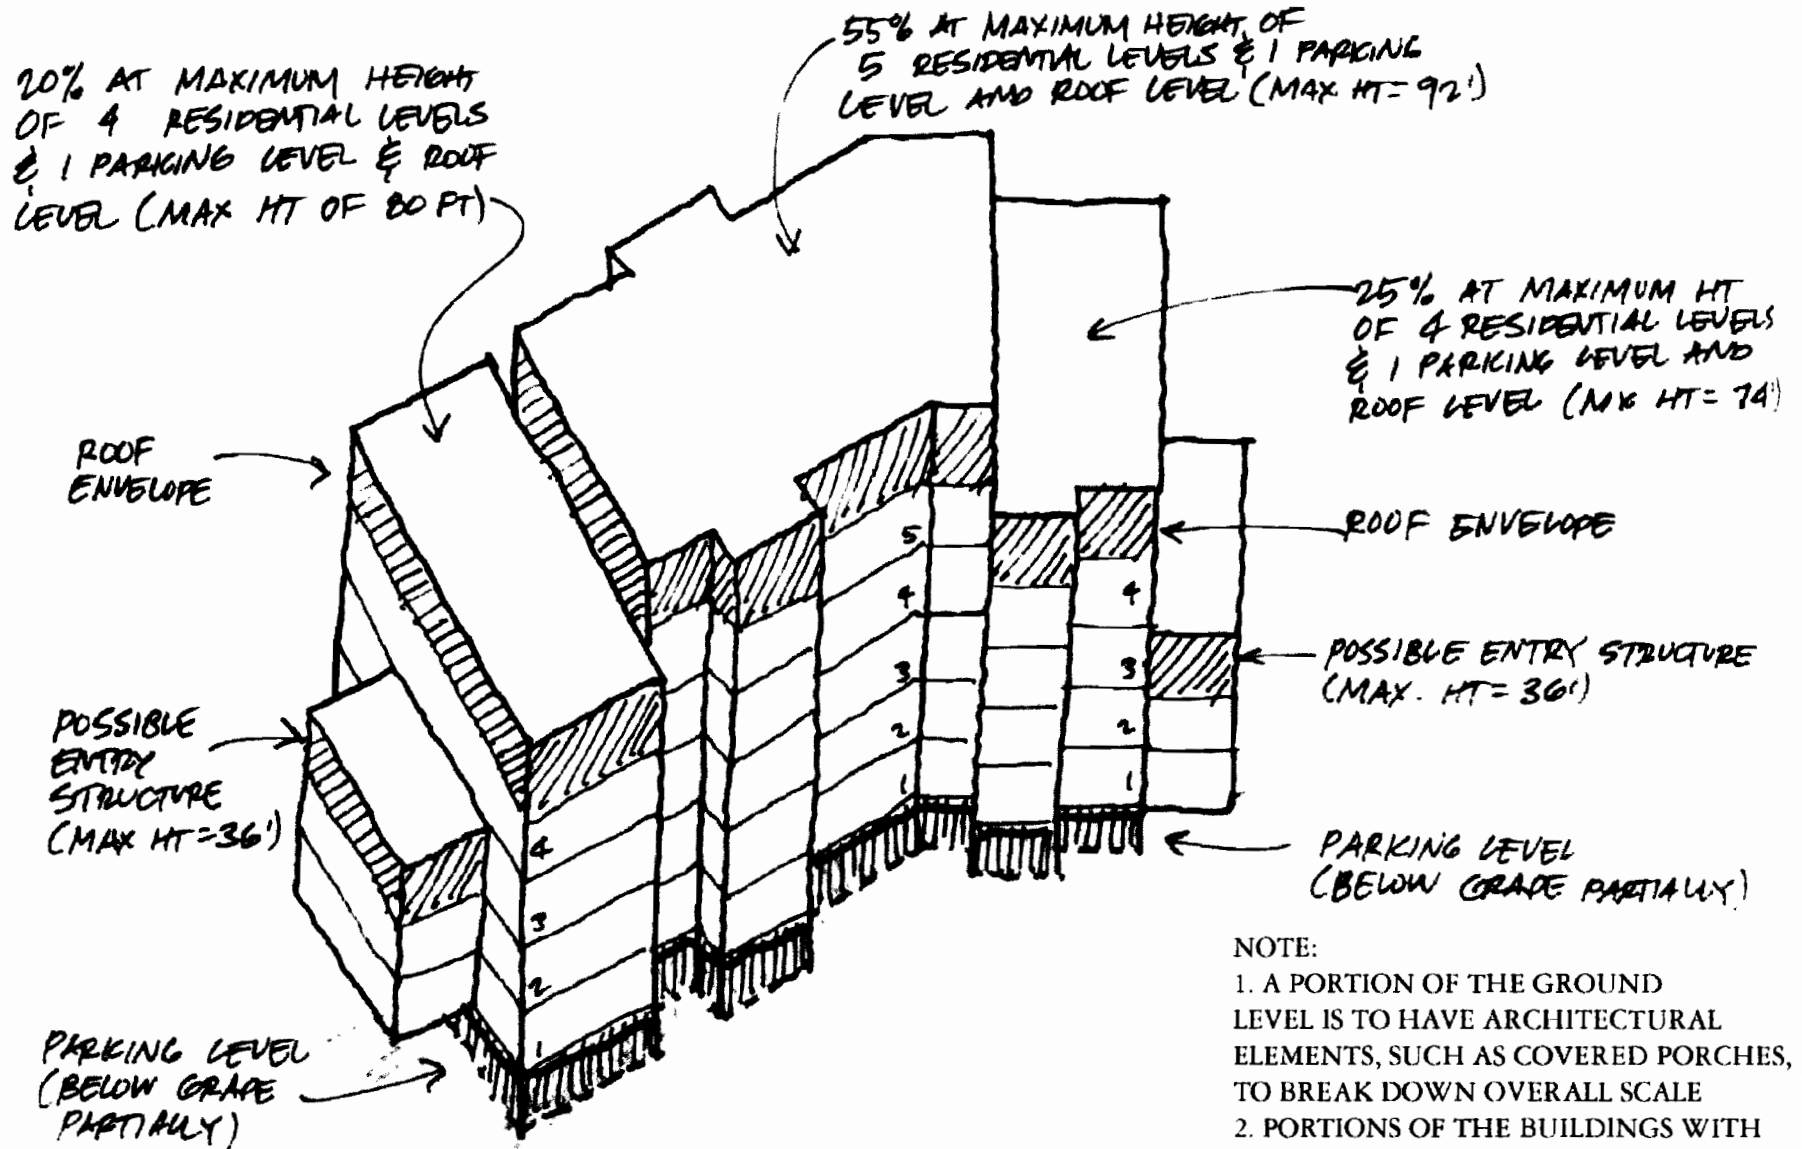 55% AT MAXIMUM HEIGHT OF
5 RESIDENTIAL LEVELS & 1 PARKING
LEVEL AND ROOF LEVEL (MAX HT= 92')
20% AT MAXIMUM HEIGHT
OF 4 RESIDENTIAL LEVELS
& 1 PARKING LEVEL & ROOF
LEVEL (MAX HT OF 80 FT)
25% AT MAXIMUM HT
OF 4 RESIDENTIAL LEVELS
& 1 PARKING LEVEL AND
ROOF LEVEL (MX HT= 74')
ROOF
ENVELOPE
ROOF ENVELOPE
5
4
3
2
1
4
3
2
1
POSSIBLE ENTRY STRUCTURE
(MAX. HT= 36')
POSSIBLE
ENTRY
STRUCTURE
(MAX HT=36')
4
3
2
1
PARKING LEVEL
(BELOW GRADE PARTIALLY)
PARKING LEVEL
(BELOW GRADE
PARTIALLY)
NOTE:
1. A PORTION OF THE GROUND
LEVEL IS TO HAVE ARCHITECTURAL
ELEMENTS, SUCH AS COVERED PORCHES,
TO BREAK DOWN OVERALL SCALE
2. PORTIONS OF THE BUILDINGS WITH